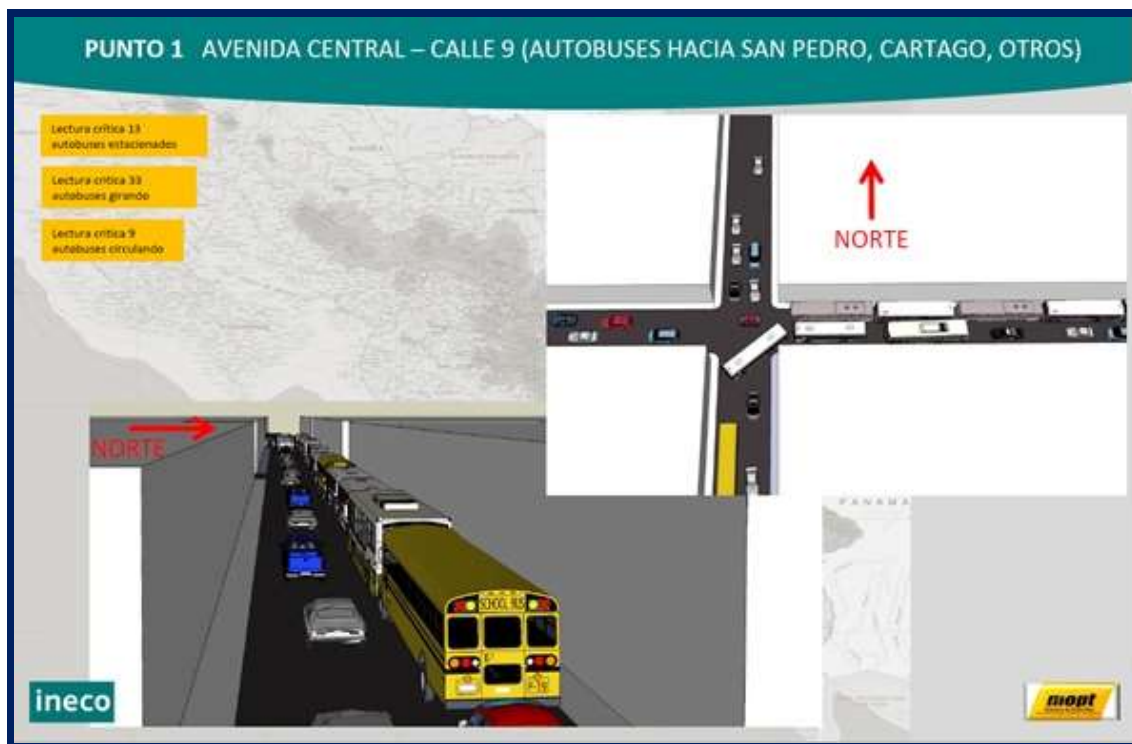 PUNTO 1 AVENIDA CENTRAL – CALLE 9 (AUTOBUSES HACIA SAN PEDRO, CARTAGO, OTROS)
Lectura crítica 13
autobuses estacionados
Lectura crítica 33
autobuses girando
Lectura crítica 9
autobuses circulando
NORTE
NORTE
SCHOOL BUS
PANAMA
ineco
mopt